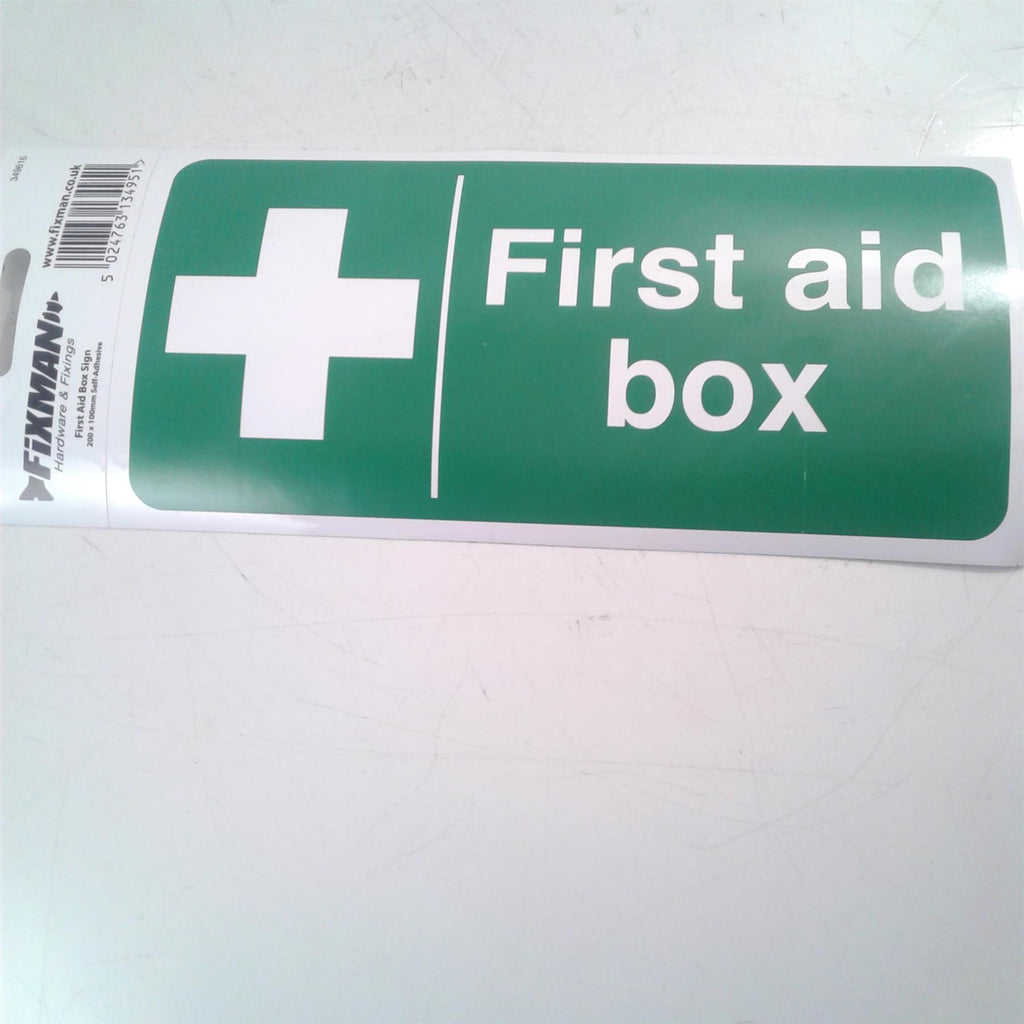 First aid
box
FiXMAN
Hardware & Fixings
First Aid Box Sign
200 x 100mm Self-Adhesive
www.fixman.co.uk
5 024763 134951
349616